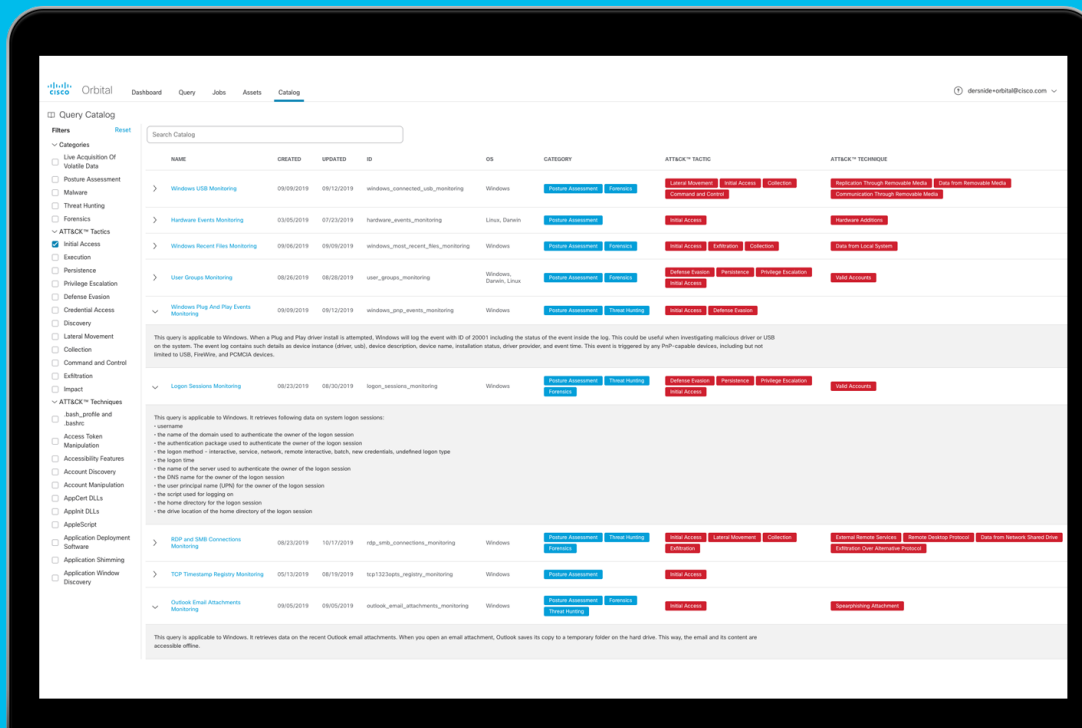 cisco Orbital Dashboard Query Jobs Assets Catalog dersnide+orbital@cisco.com
Query Catalog
Filters Reset
Categories
Live Acquisition Of
Volatile Data
Posture Assessment
Malware
Threat Hunting
Forensics
ATT&CK™ Tactics
Initial Access
Execution
Persistence
Privilege Escalation
Defense Evasion
Credential Access
Discovery
Lateral Movement
Collection
Command and Control
Exfiltration
Impact
ATT&CK™ Techniques
.bash_profile and
.bashrc
Access Token
Manipulation
Accessibility Features
Account Discovery
Account Manipulation
AppCert DLLs
AppInit DLLs
AppleScript
Application Deployment
Software
Application Shimming
Application Window
Discovery
Search Catalog
NAME CREATED UPDATED ID OS CATEGORY ATT&CK™ TACTIC ATT&CK™ TECHNIQUE
Windows USB Monitoring 09/09/2019 09/12/2019 windows_connected_usb_monitoring Windows Posture Assessment Forensics Lateral Movement Initial Access Collection Replication Through Removable Media Data from Removable Media
Command and Control Communication Through Removable Media
Hardware Events Monitoring 03/05/2019 07/23/2019 hardware_events_monitoring Linux, Darwin Posture Assessment Initial Access Hardware Additions
Windows Recent Files Monitoring 09/06/2019 09/09/2019 windows_most_recent_files_monitoring Windows Posture Assessment Forensics Initial Access Exfiltration Collection Data from Local System
User Groups Monitoring 08/26/2019 08/28/2019 user_groups_monitoring Windows, Darwin, Linux Posture Assessment Forensics Defense Evasion Persistence Privilege Escalation Valid Accounts
Initial Access
Windows Plug And Play Events
Monitoring 09/09/2019 09/12/2019 windows_pnp_events_monitoring Windows Posture Assessment Threat Hunting Initial Access Defense Evasion
This query is applicable to Windows. When a Plug and Play driver install is attempted, Windows will log the event with ID of 20001 including the status of the event inside the log. This could be useful when investigating malicious driver or USB
on the system. The event log contains such details as device instance (driver, usb), device description, device name, installation status, driver provider, and event time. This event is triggered by any PnP-capable devices, including but not
limited to USB, FireWire, and PCMCIA devices.
Logon Sessions Monitoring 08/23/2019 08/30/2019 logon_sessions_monitoring Windows Posture Assessment Threat Hunting Defense Evasion Persistence Privilege Escalation Valid Accounts
Forensics Initial Access
This query is applicable to Windows. It retrieves following data on system logon sessions:
- username
- the name of the domain used to authenticate the owner of the logon session
- the authentication package used to authenticate the owner of the logon session
- the logon method – interactive, service, network, remote interactive, batch, new credentials, undefined logon type
- the logon time
- the name of the server used to authenticate the owner of the logon session
- the DNS name for the owner of the logon session
- the user principal name (UPN) for the owner of the logon session
- the script used for logging on
- the home directory for the logon session
- the drive location of the home directory of the logon session
RDP and SMB Connections
Monitoring 08/23/2019 10/17/2019 rdp_smb_connections_monitoring Windows Posture Assessment Threat Hunting Initial Access Lateral Movement Collection External Remote Services Remote Desktop Protocol Data from Network Shared Drive
Forensics Exfiltration Exfiltration Over Alternative Protocol
TCP Timestamp Registry Monitoring 05/13/2019 08/19/2019 tcp1323opts_registry_monitoring Windows Posture Assessment Initial Access
Outlook Email Attachments
Monitoring 09/05/2019 09/05/2019 outlook_email_attachments_monitoring Windows Posture Assessment Forensics Initial Access Spearphishing Attachment
Threat Hunting
This query is applicable to Windows. It retrieves data on the recent Outlook email attachments. When you open an email attachment, Outlook saves its copy to a temporary folder on the hard drive. This way, the email and its content are
accessible offline.